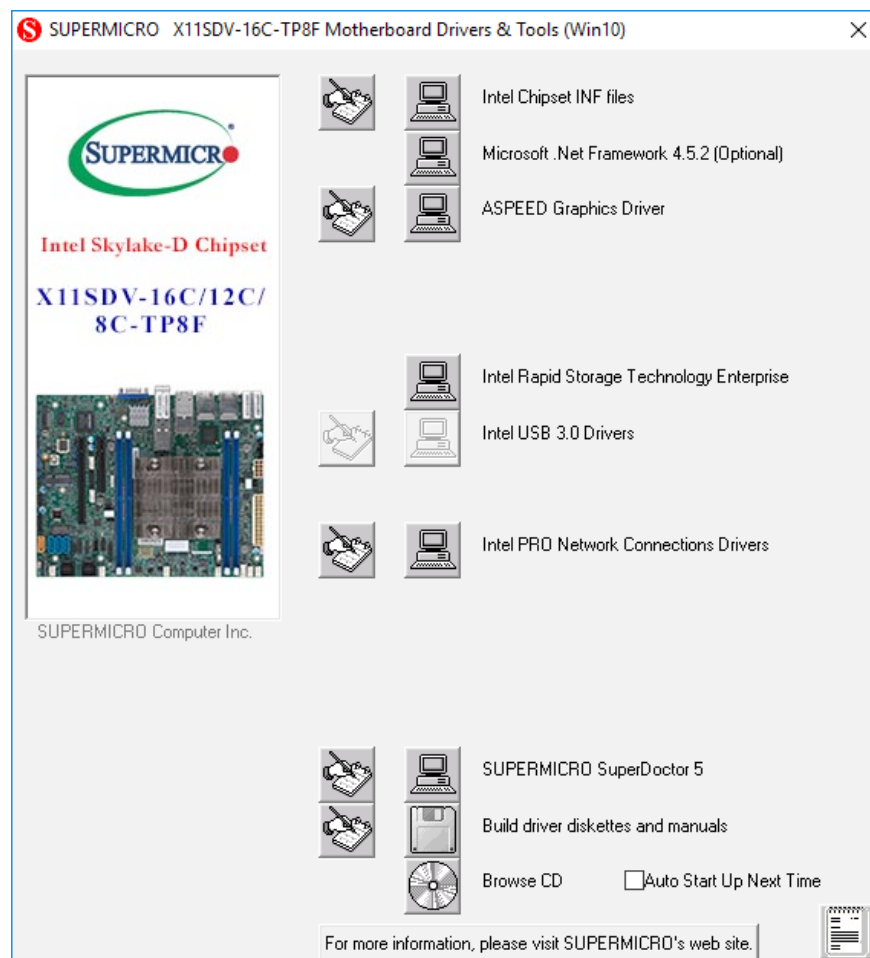 SUPERMICRO X11SDV-16C-TP8F Motherboard Drivers & Tools (Win10)
SUPERMICR
Intel Skylake-D Chipset
X11SDV-16C/12C/
8C-TP8F
SUPERMICRO Computer Inc.
Intel Chipset INF files
Microsoft .Net Framework 4.5.2 (Optional)
ASPEED Graphics Driver
Intel Rapid Storage Technology Enterprise
Intel USB 3.0 Drivers
Intel PRO Network Connections Drivers
SUPERMICRO SuperDoctor 5
Build driver diskettes and manuals
Browse CD Auto Start Up Next Time
For more information, please visit SUPERMICRO's web site.